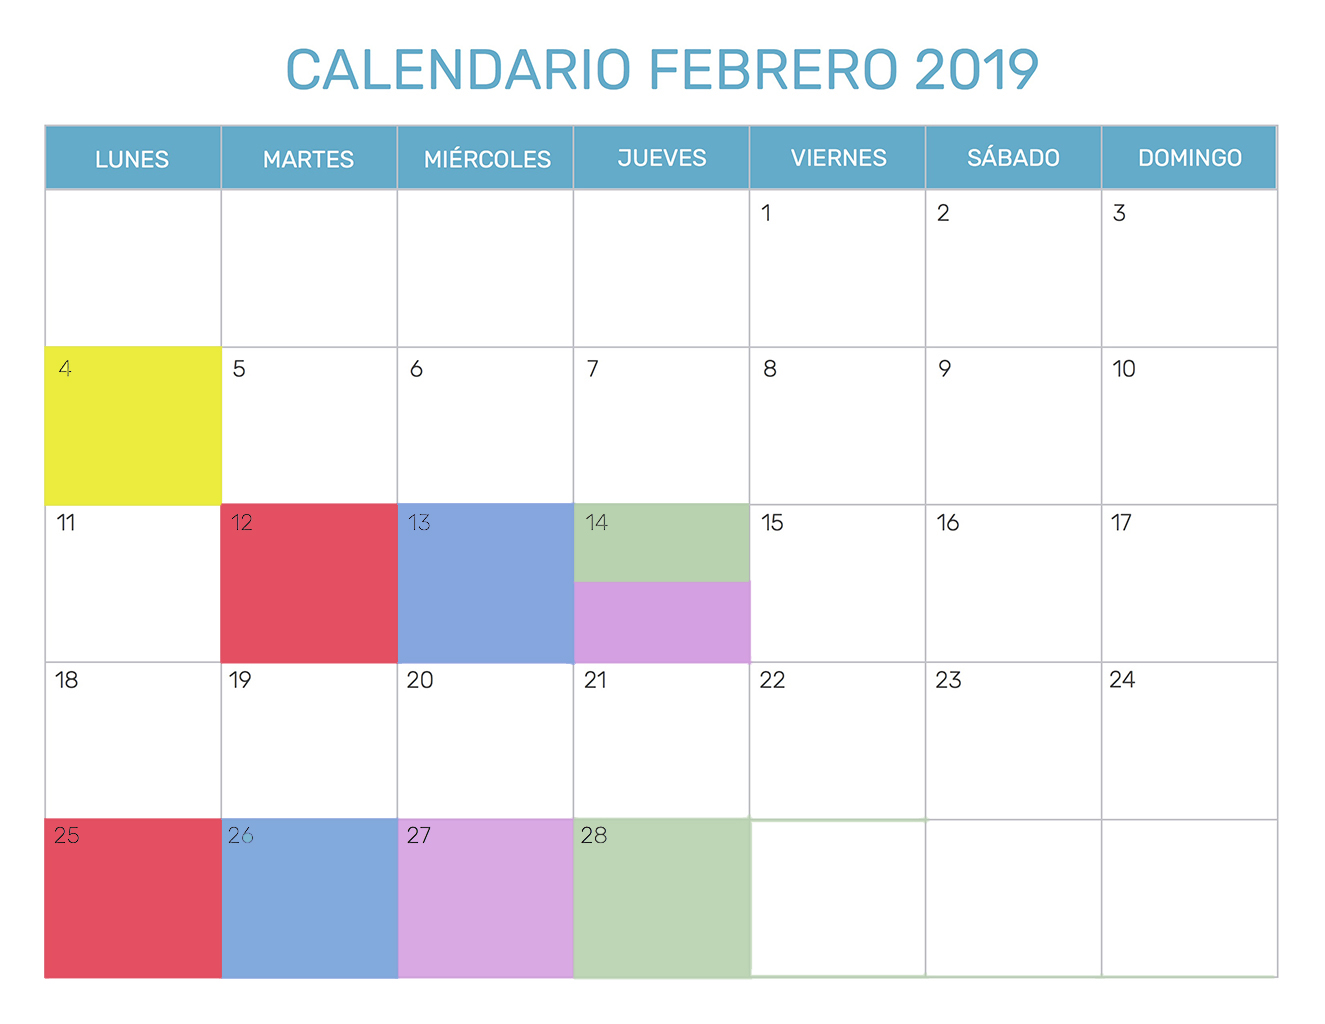 CALENDARIO FEBRERO 2019
LUNES MARTES MIÉRCOLES JUEVES VIERNES SÁBADO DOMINGO
1 2 3
4 5 6 7 8 9 10
11 12 13 14 15 16 17
18 19 20 21 22 23 24
25 26 27 28